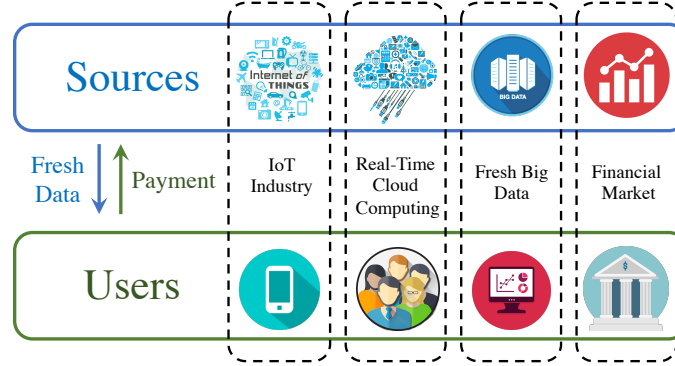 Sources
Internet of
THINGS
BIG DATA
Fresh
Data
Payment
IoT
Industry
Real-Time
Cloud
Computing
Fresh Big
Data
Financial
Market
Users